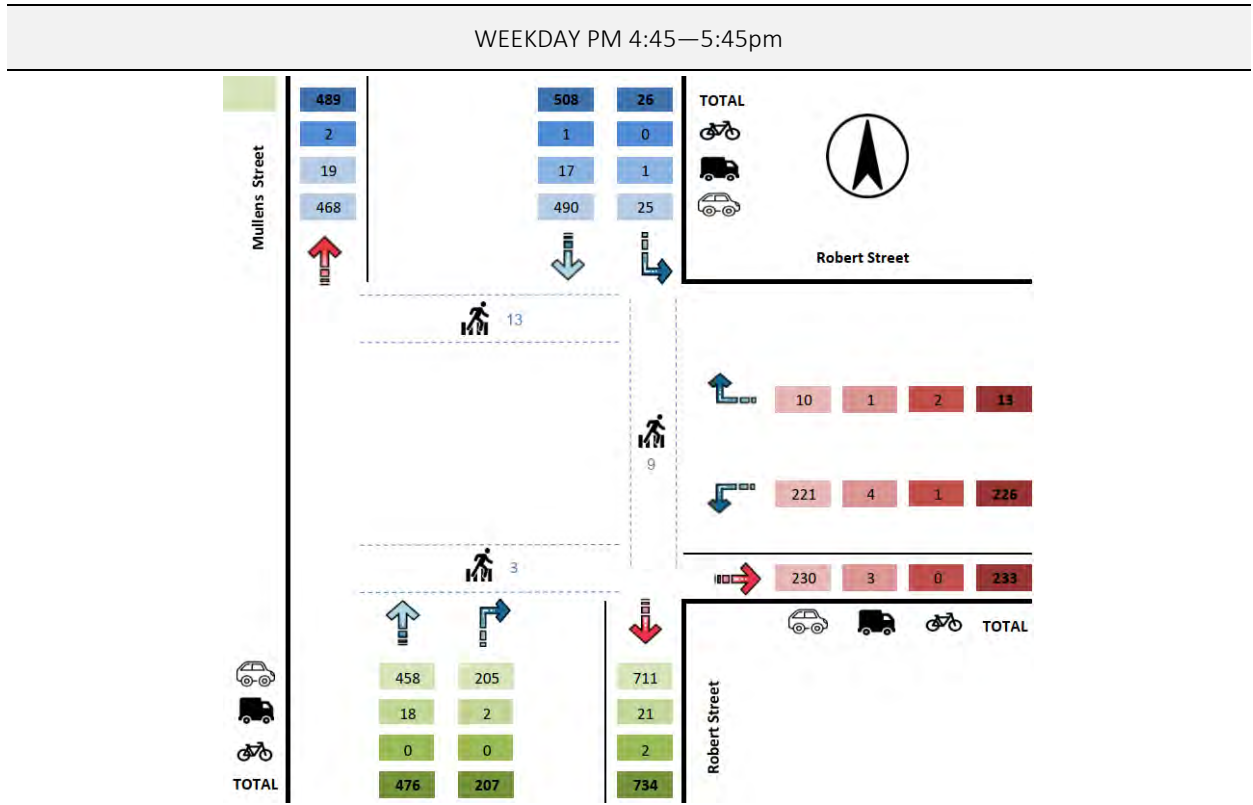 WEEKDAY PM 4:45—5:45pm
489 508 26 TOTAL
2 1 0
19 17 1
468 490 25
Mullens Street
Robert Street
13
10 1 2 13
9
221 4 1 226
3
230 3 0 233
TOTAL
458 205 711
18 2 21
0 0 2
TOTAL 476 207 734
Robert Street